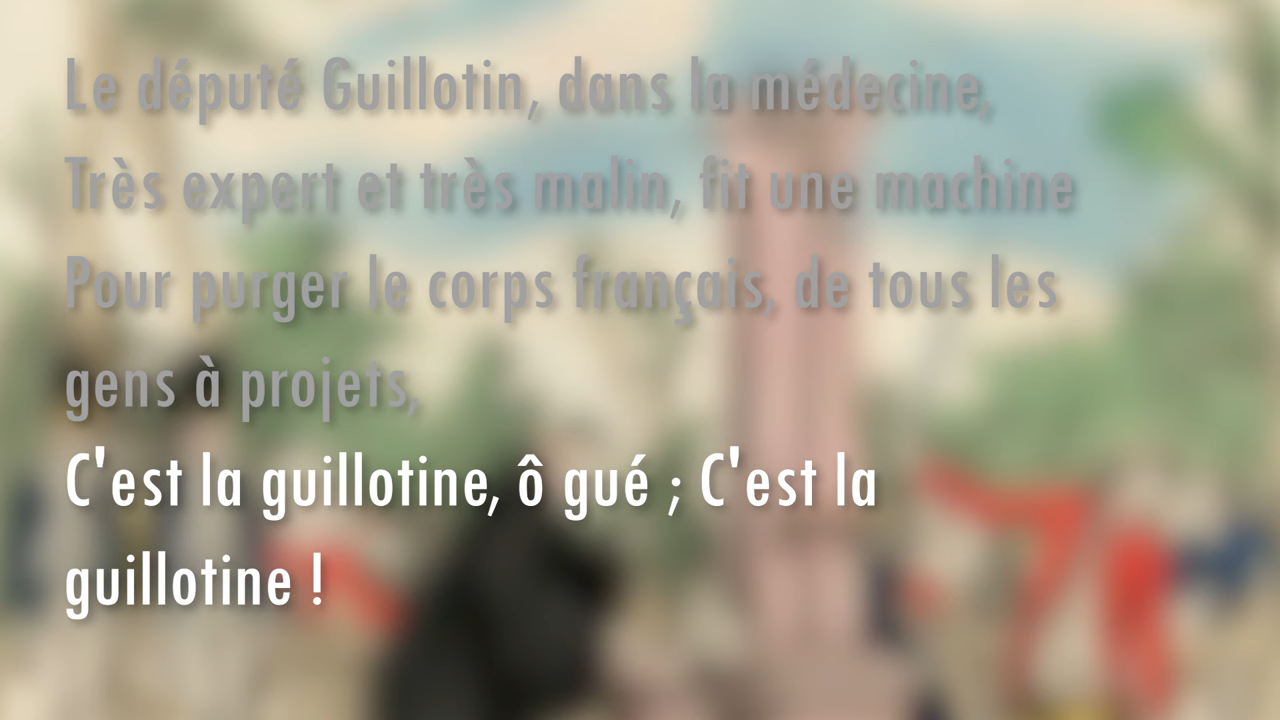 Le député Guillotin, dans la médecine,
Très expert et très malin, fit une machine
Pour purger le corps français, de tous les
gens à projets,
C'est la guillotine, ô gué ; C'est la
guillotine !